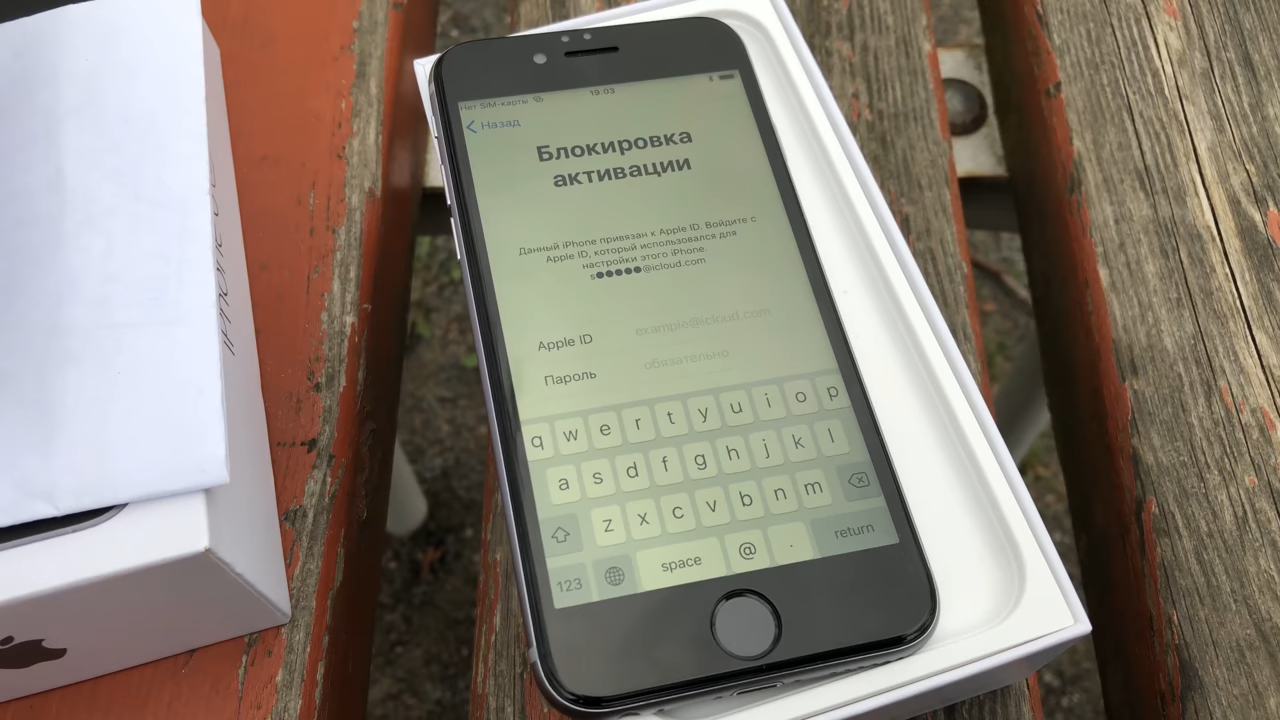 Нет SIM-карты
19:03
Назад
Блокировка
активации
Данный iPhone привязан к Apple ID. Войдите с
Apple ID, который использовался для
настройки этого iPhone.
s●●●●●@icloud.com
Apple ID example@icloud.com
Пароль обязательно
q w e r t y u i o p
a s d f g h j k l
z x c v b n m
123 space @ . return
IPHONE